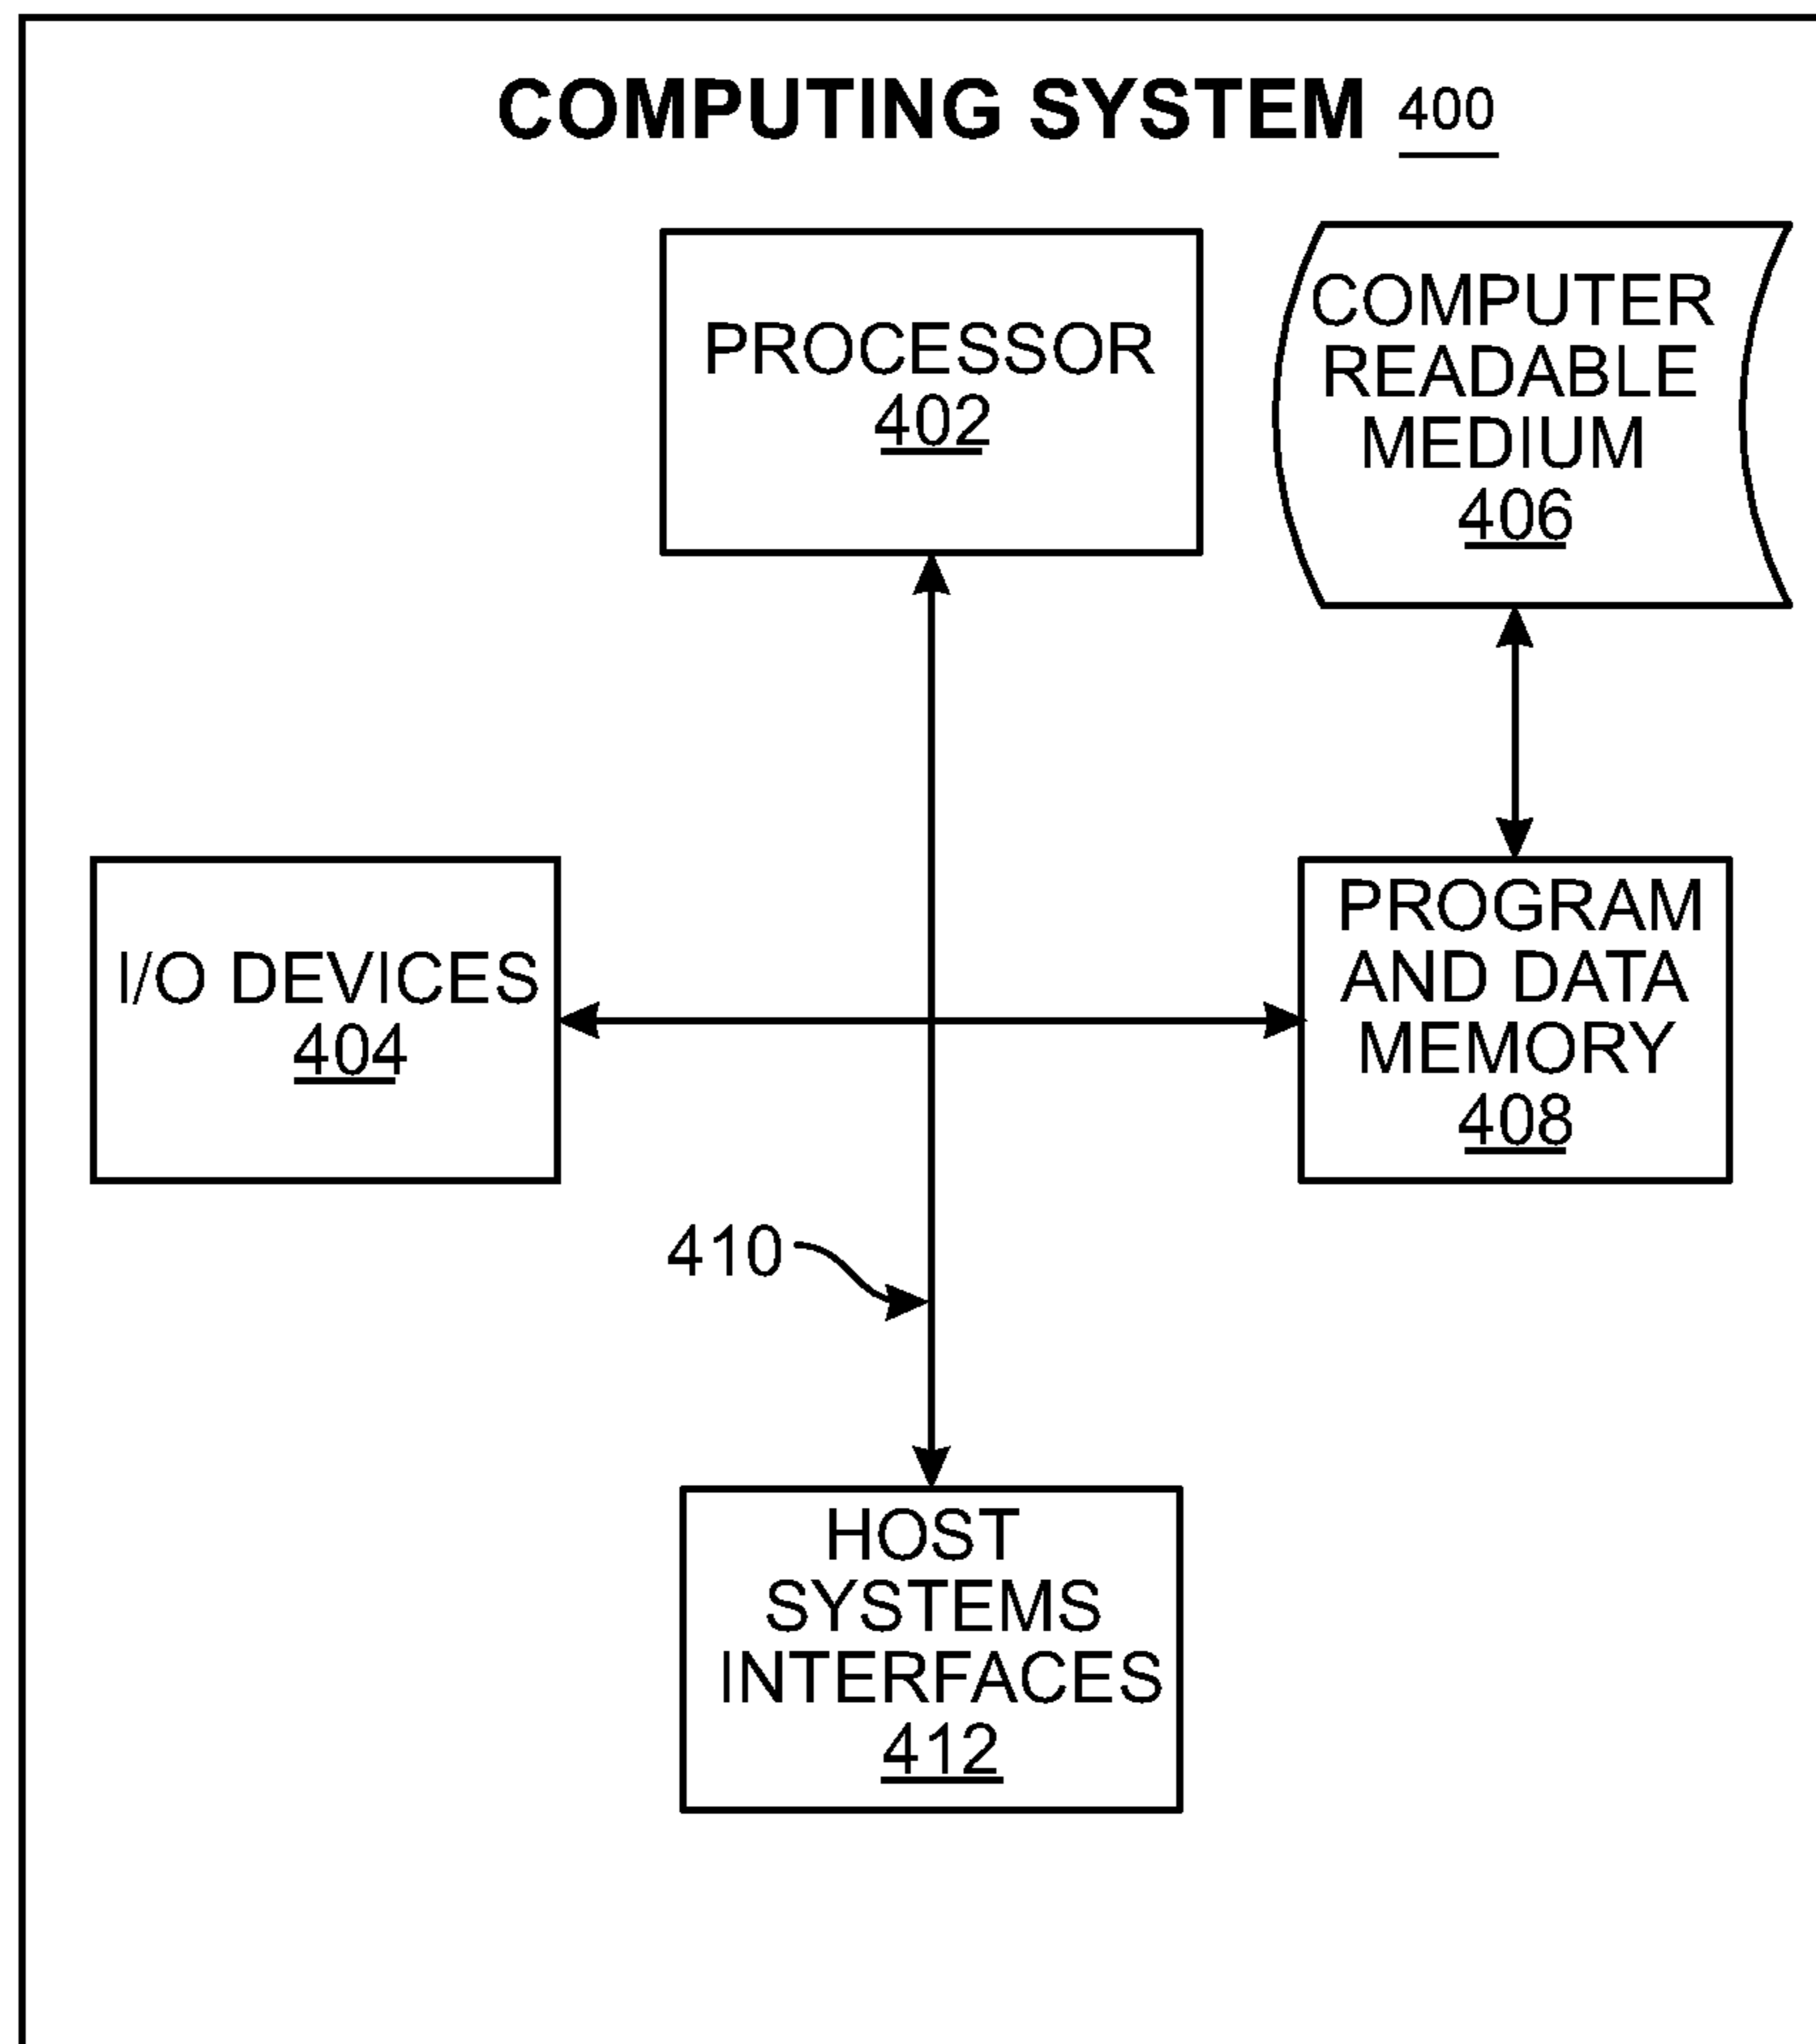 COMPUTING SYSTEM 400
PROCESSOR
402
COMPUTER
READABLE
MEDIUM
406
I/O DEVICES
404
PROGRAM
AND DATA
MEMORY
408
410
HOST
SYSTEMS
INTERFACES
412